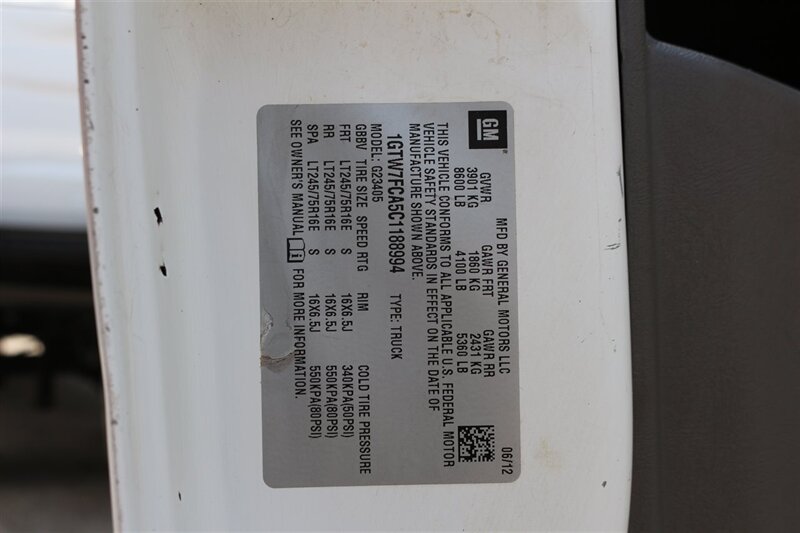 GM
MFD BY GENERAL MOTORS LLC 06/12
GVWR GAWR FRT GAWR RR
3901 KG 1860 KG 2431 KG
8600 LB 4100 LB 5360 LB
THIS VEHICLE CONFORMS TO ALL APPLICABLE U.S. FEDERAL MOTOR
VEHICLE SAFETY STANDARDS IN EFFECT ON THE DATE OF
MANUFACTURE SHOWN ABOVE.
1GTW7FCA5C1188994 TYPE: TRUCK
MODEL: G23405
GBBV TIRE SIZE SPEED RTG RIM COLD TIRE PRESSURE
FRT LT245/75R16E S 16X6.5J 340KPA(50PSI)
RR LT245/75R16E S 16X6.5J 550KPA(80PSI)
SPA LT245/75R16E S 16X6.5J 550KPA(80PSI)
SEE OWNER'S MANUAL i FOR MORE INFORMATION.